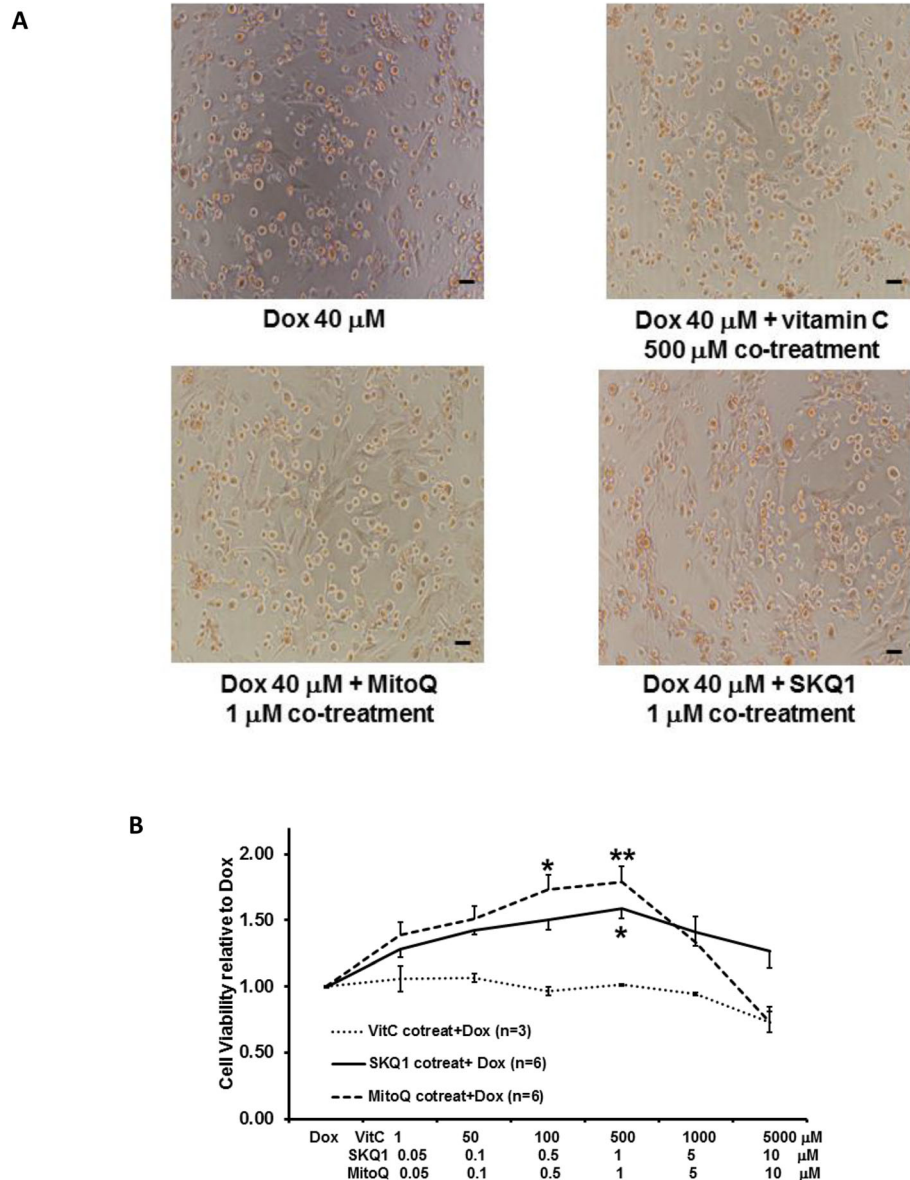 A
Dox 40 μM
Dox 40 μM + vitamin C
500 μM co-treatment
Dox 40 μM + MitoQ
1 μM co-treatment
Dox 40 μM + SKQ1
1 μM co-treatment
B
Cell Viability relative to Dox
2.00
1.50
1.00
0.50
0.00
*
**
*
VitC cotreat+Dox (n=3)
SKQ1 cotreat+ Dox (n=6)
MitoQ cotreat+Dox (n=6)
Dox VitC 1 50 100 500 1000 5000 μM
SKQ1 0.05 0.1 0.5 1 5 10 μM
MitoQ 0.05 0.1 0.5 1 5 10 μM